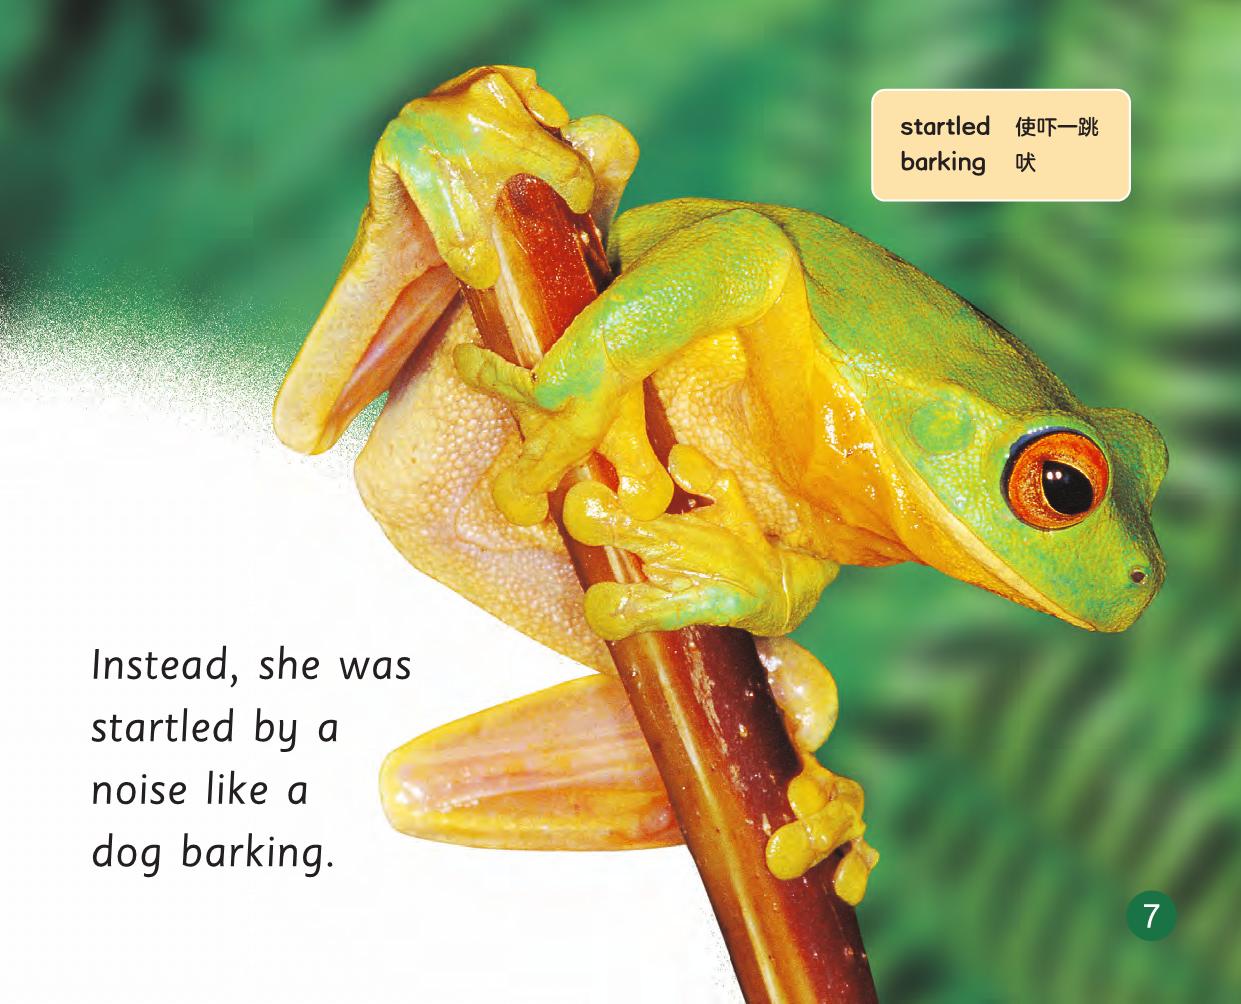 startled 使吓一跳
barking 吠
Instead, she was
startled by a
noise like a
dog barking.
7